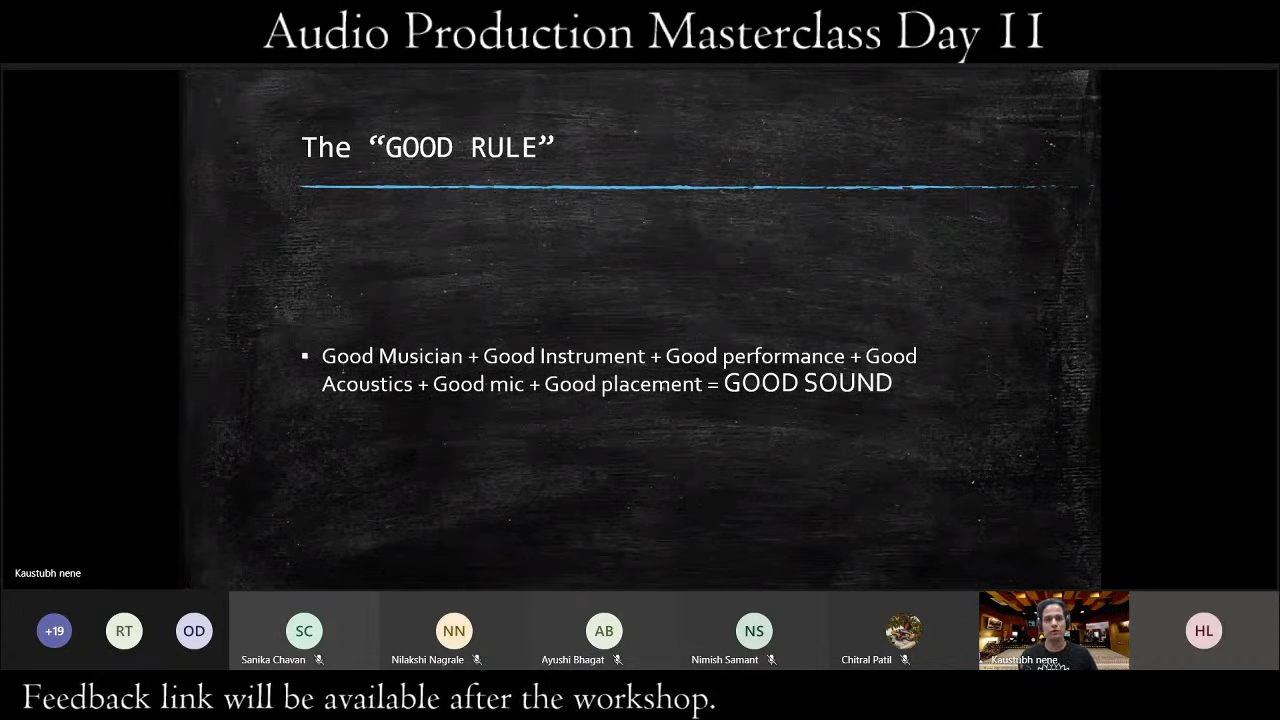 Audio Production Masterclass Day II
The “GOOD RULE”
▪ Good Musician + Good Instrument + Good performance + Good
Acoustics + Good mic + Good placement = GOOD SOUND
Kaustubh nene
+19 RT OD SC NN AB NS HL
Sanika Chavan Nilakshi Nagrale Ayushi Bhagat Nimish Samant Chitral Patil Kaustubh nene
Feedback link will be available after the workshop.